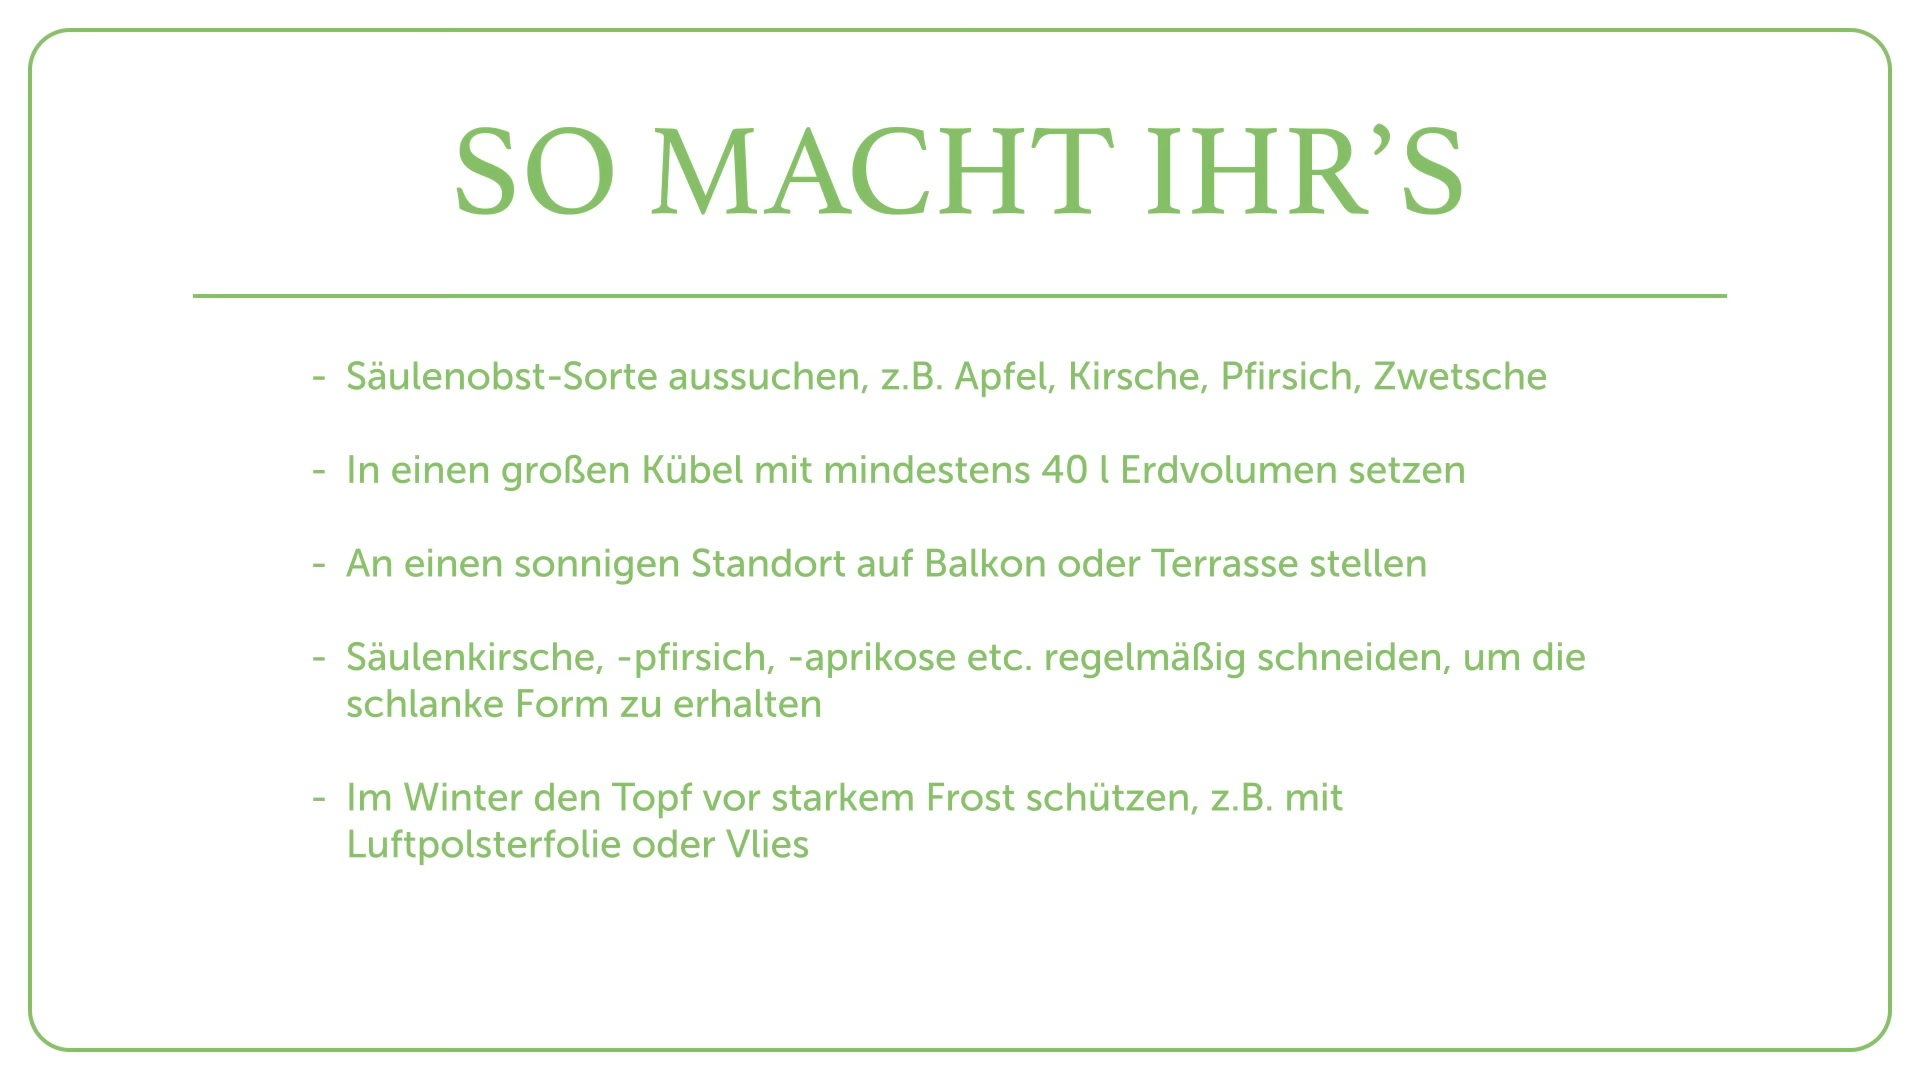 SO MACHT IHR’S
- Säulenobst-Sorte aussuchen, z.B. Apfel, Kirsche, Pfirsich, Zwetsche
- In einen großen Kübel mit mindestens 40 l Erdvolumen setzen
- An einen sonnigen Standort auf Balkon oder Terrasse stellen
- Säulenkirsche, -pfirsich, -aprikose etc. regelmäßig schneiden, um die
schlanke Form zu erhalten
- Im Winter den Topf vor starkem Frost schützen, z.B. mit
Luftpolsterfolie oder Vlies